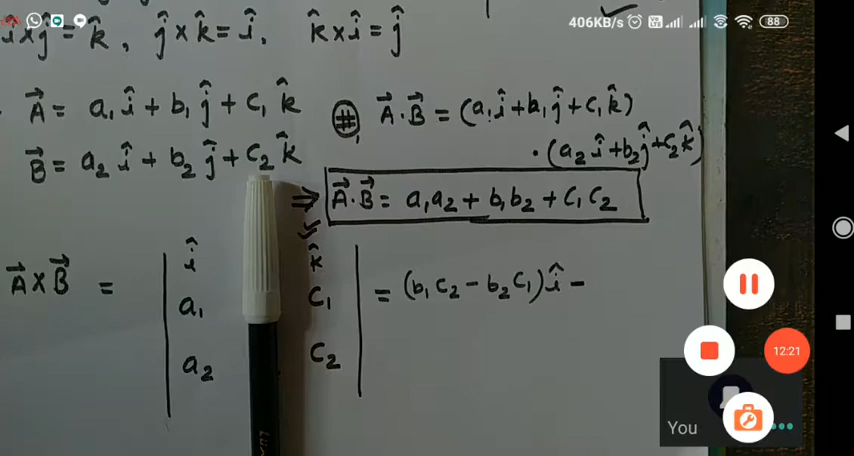 406KB/s 88
î×ĵ = k̂, ĵ×k̂ = î, k̂×î = ĵ
A⃗ = a₁î + b₁ĵ + c₁k̂
B⃗ = a₂î + b₂ĵ + c₂k̂
# A⃗·B⃗ = (a₁î + b₁ĵ + c₁k̂)
·(a₂î + b₂ĵ + c₂k̂)
⇒ A⃗·B⃗ = a₁a₂ + b₁b₂ + c₁c₂
A⃗×B⃗ = | î k̂ | = (b₁c₂ − b₂c₁)î −
a₁ c₁
a₂ c₂
12:21
You